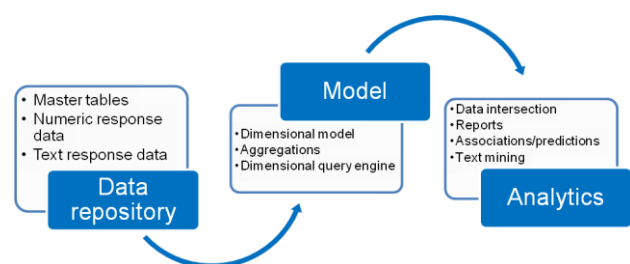 • Master tables
• Numeric response
data
• Text response data
Data
repository
Model
•Dimensional model
•Aggregations
•Dimensional query engine
•Data intersection
•Reports
•Associations/predictions
•Text mining
Analytics